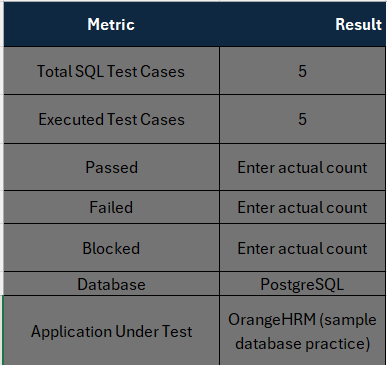 Metric Result
Total SQL Test Cases 5
Executed Test Cases 5
Passed Enter actual count
Failed Enter actual count
Blocked Enter actual count
Database PostgreSQL
Application Under Test OrangeHRM (sample
database practice)